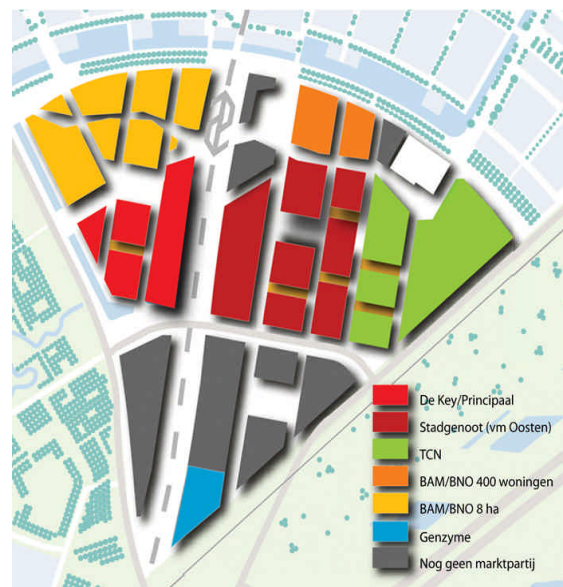 De Key/Principaal
Stadgenoot (vm Oosten)
TCN
BAM/BNO 400 woningen
BAM/BNO 8 ha
Genzyme
Nog geen marktpartij